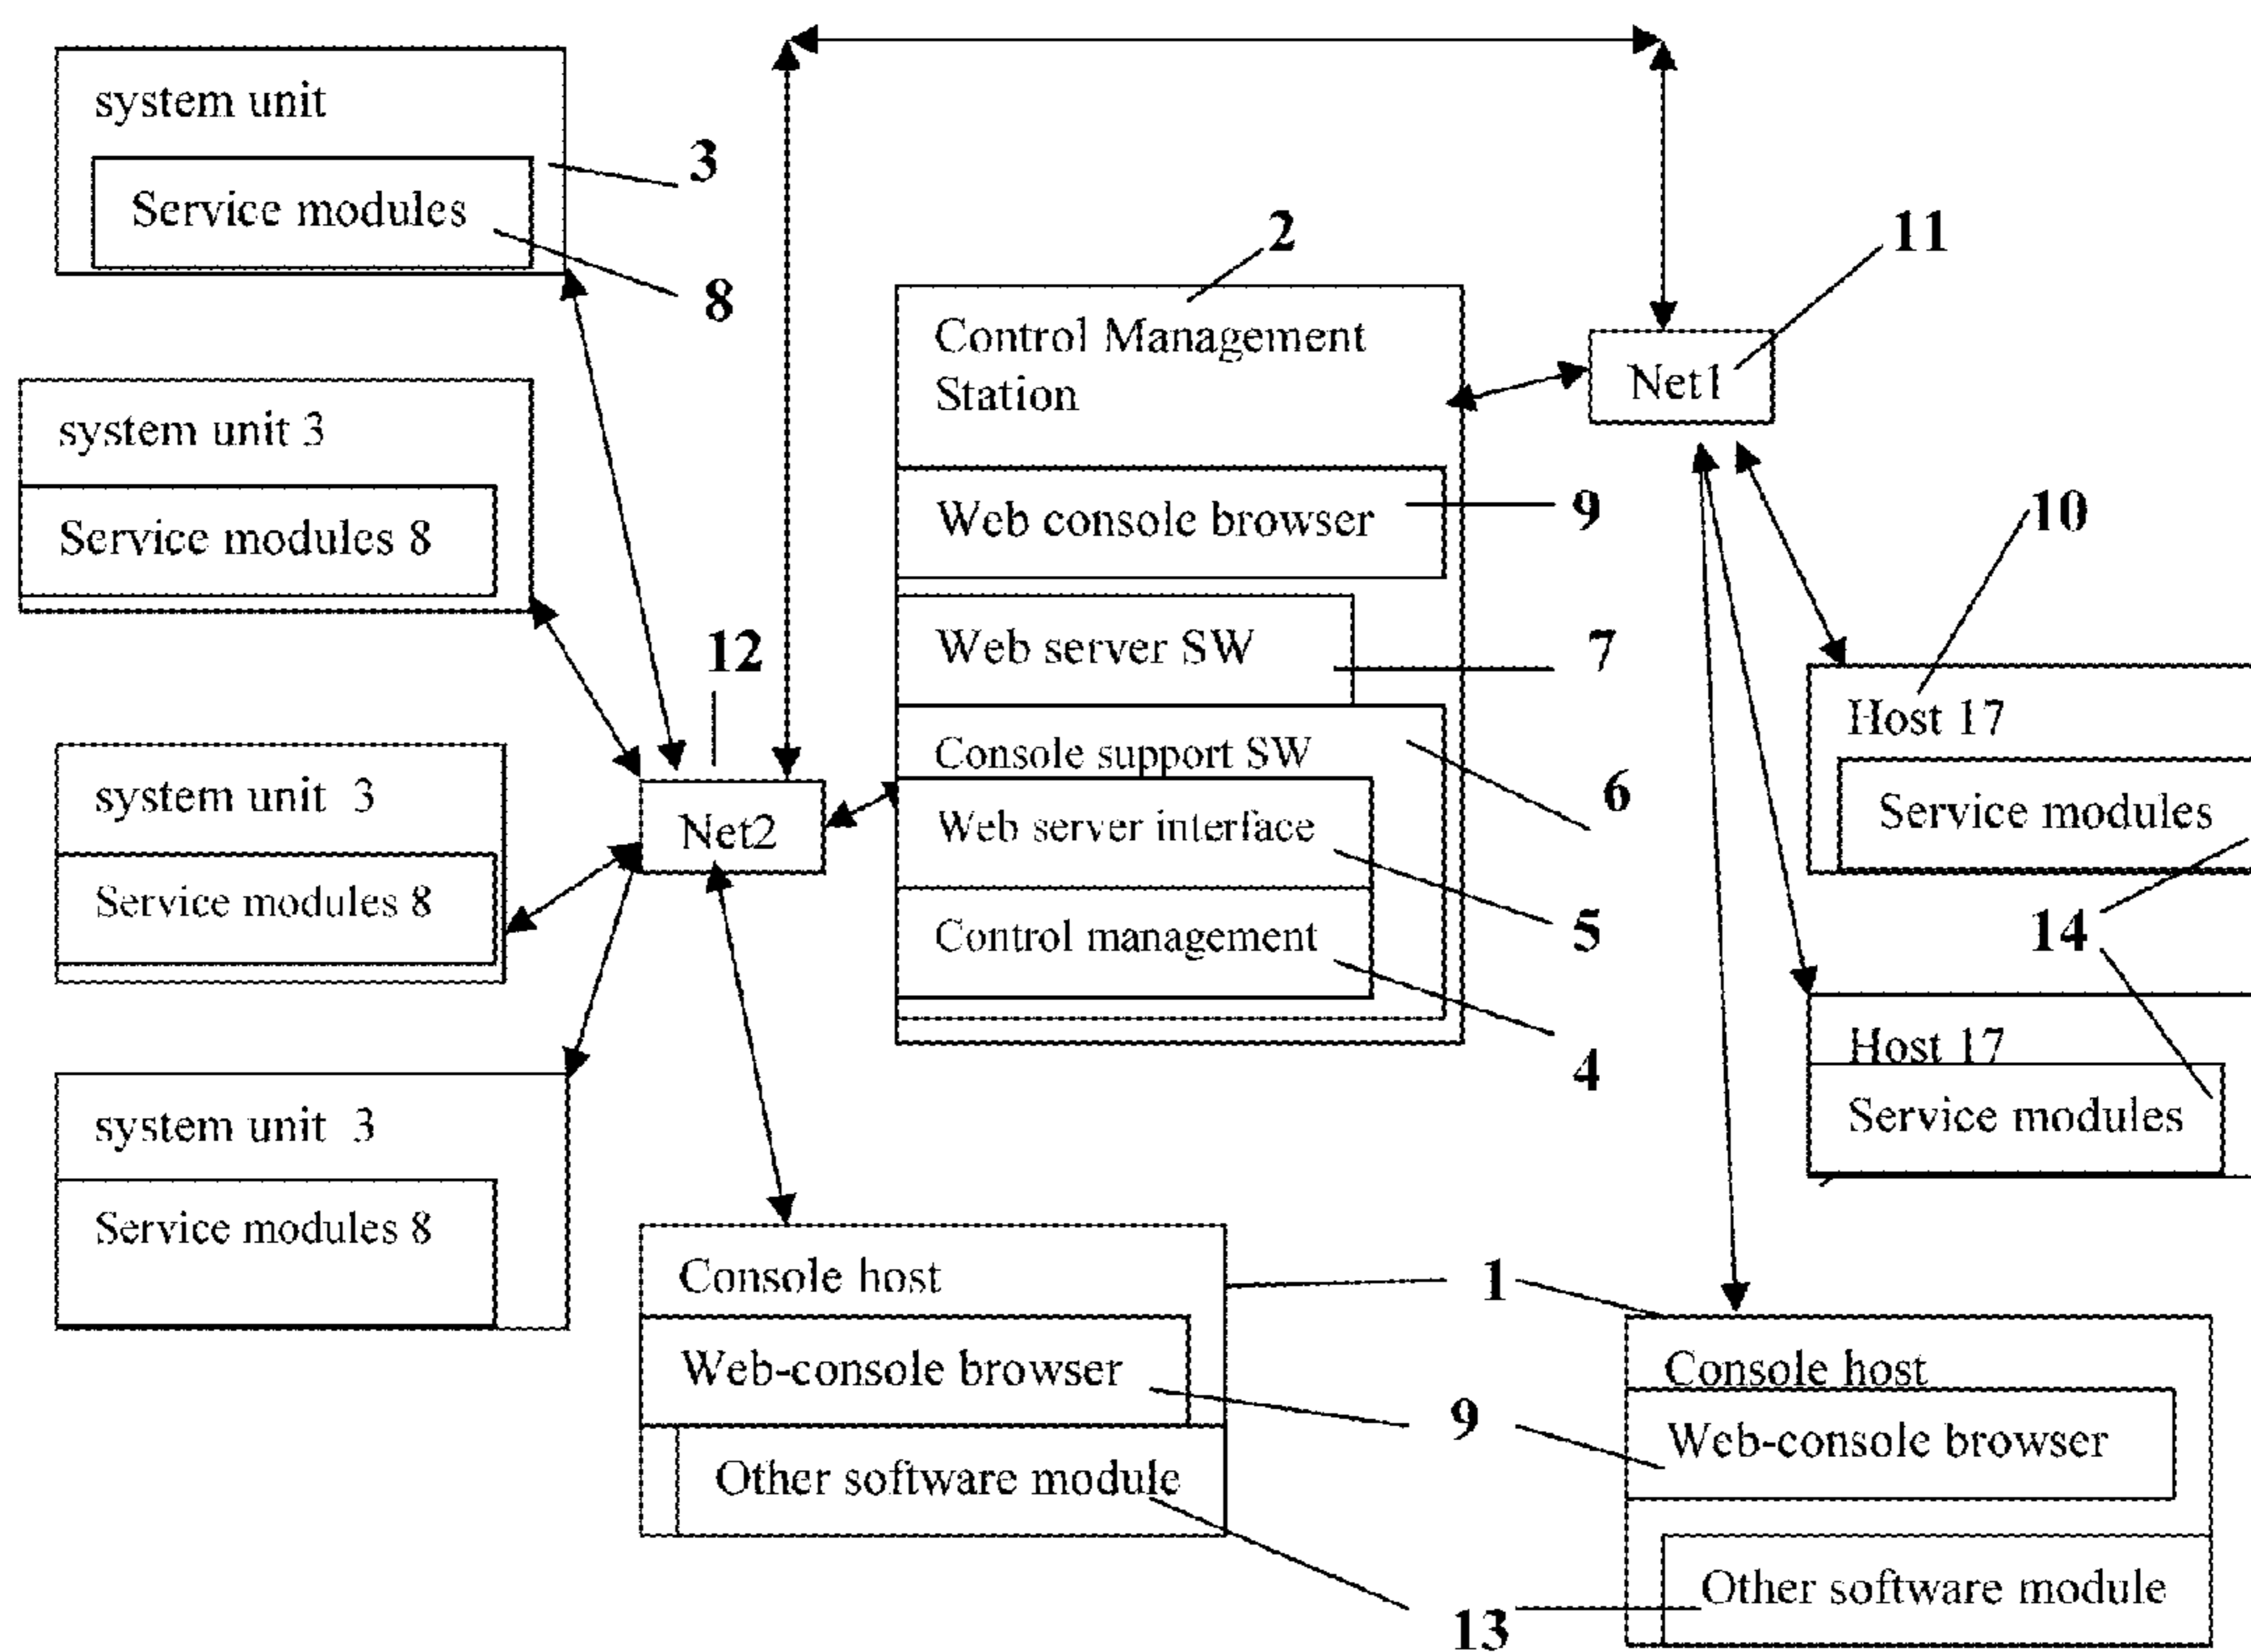 system unit
3
Service modules
8
system unit 3
Service modules 8
12
system unit 3
Service modules 8
Net2
system unit 3
Service modules 8
2
Control Management
Station
Web console browser
9
Web server SW
7
Console support SW
6
Web server interface
5
Control management
4
11
Net1
10
Host 17
Service modules
14
Host 17
Service modules
Console host
1
Web-console browser
9
Other software module
13
Console host
Web-console browser
Other software module